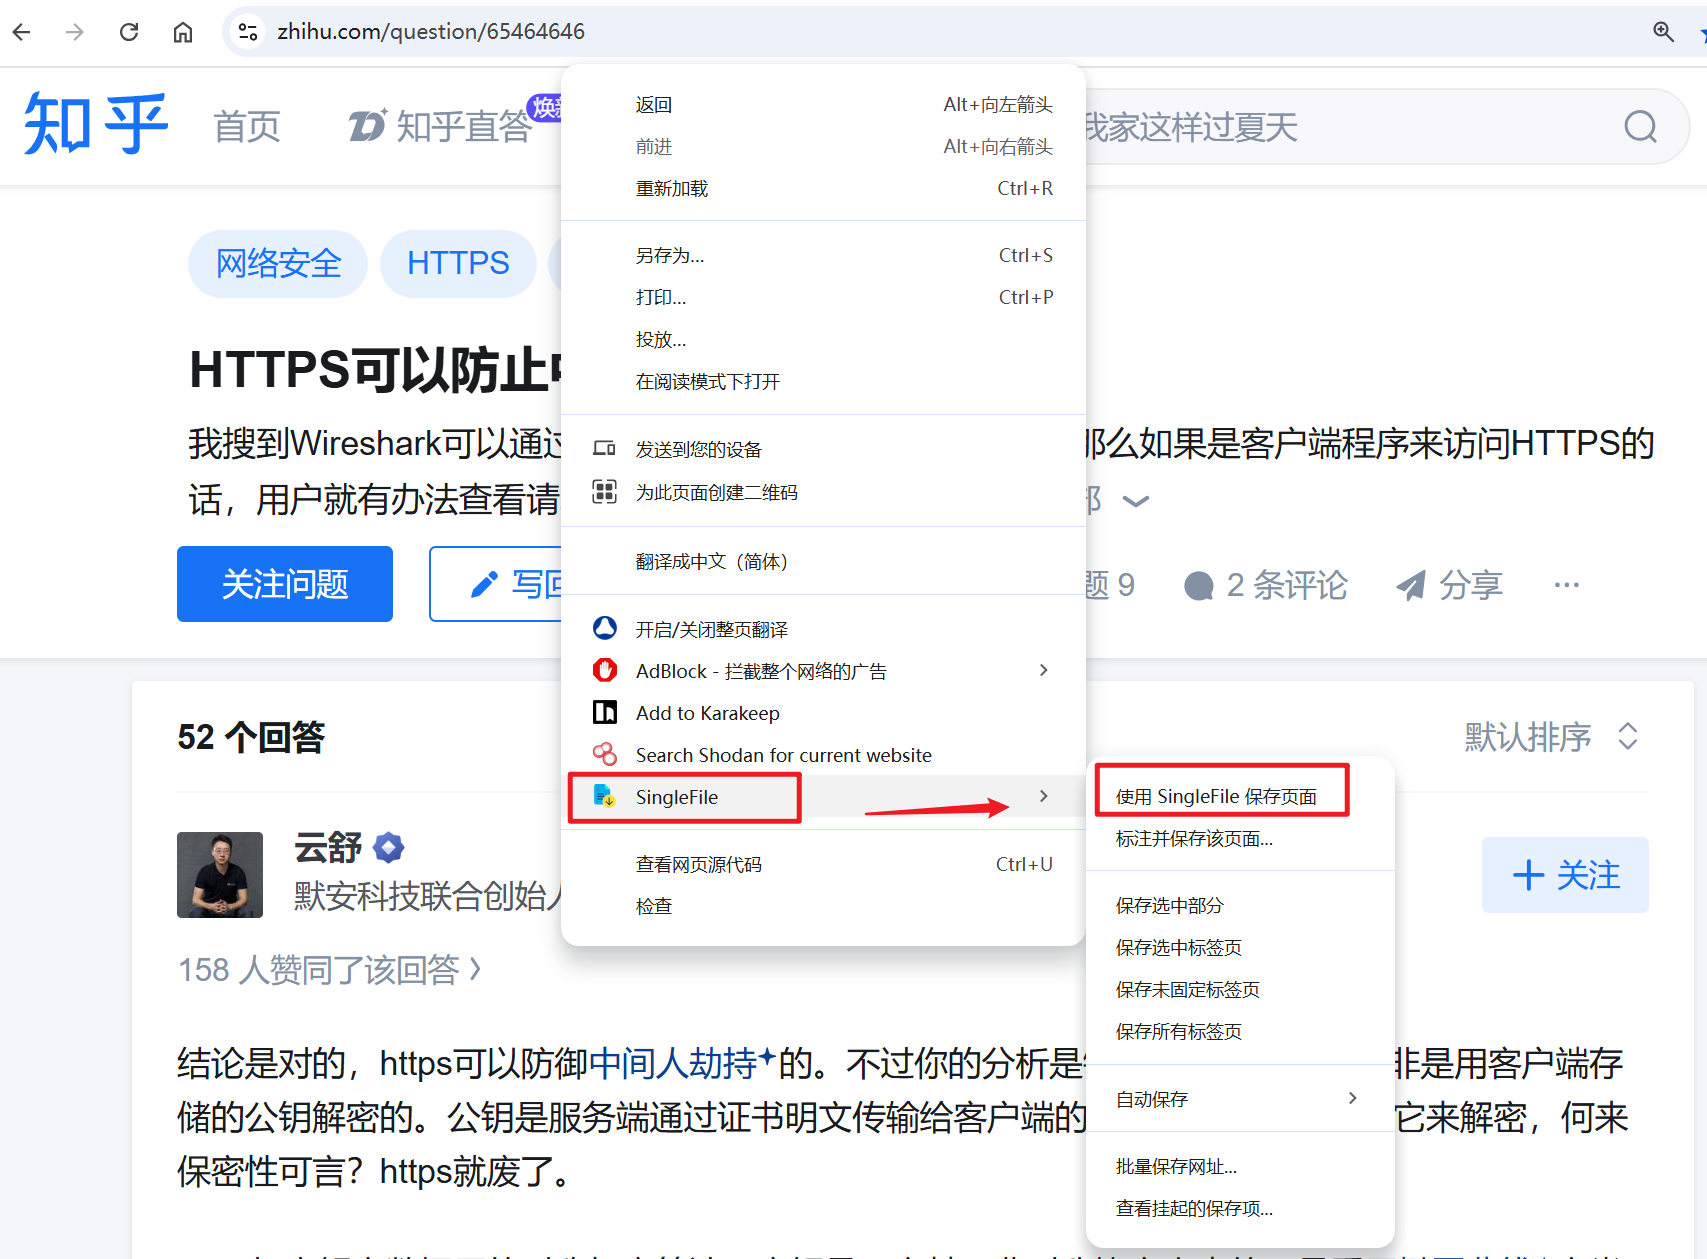 zhihu.com/question/65464646
知乎
首页
知乎直答
焕新
我家这样过夏天
网络安全
HTTPS
HTTPS可以防止中
我搜到Wireshark可以通过
那么如果是客户端程序来访问HTTPS的
话，用户就有办法查看请
部
关注问题
写回
题 9
2 条评论
分享
52 个回答
默认排序
云舒
默安科技联合创始人
关注
158 人赞同了该回答
结论是对的，https可以防御中间人劫持的。不过你的分析是
非是用客户端存
储的公钥解密的。公钥是服务端通过证书明文传输给客户端的
它来解密，何来
保密性可言？https就废了。
返回 Alt+向左箭头
前进 Alt+向右箭头
重新加载 Ctrl+R
另存为... Ctrl+S
打印... Ctrl+P
投放...
在阅读模式下打开
发送到您的设备
为此页面创建二维码
翻译成中文（简体）
开启/关闭整页翻译
AdBlock - 拦截整个网络的广告
Add to Karakeep
Search Shodan for current website
SingleFile
查看网页源代码 Ctrl+U
检查
使用 SingleFile 保存页面
标注并保存该页面...
保存选中部分
保存选中标签页
保存未固定标签页
保存所有标签页
自动保存
批量保存网址...
查看挂起的保存项...